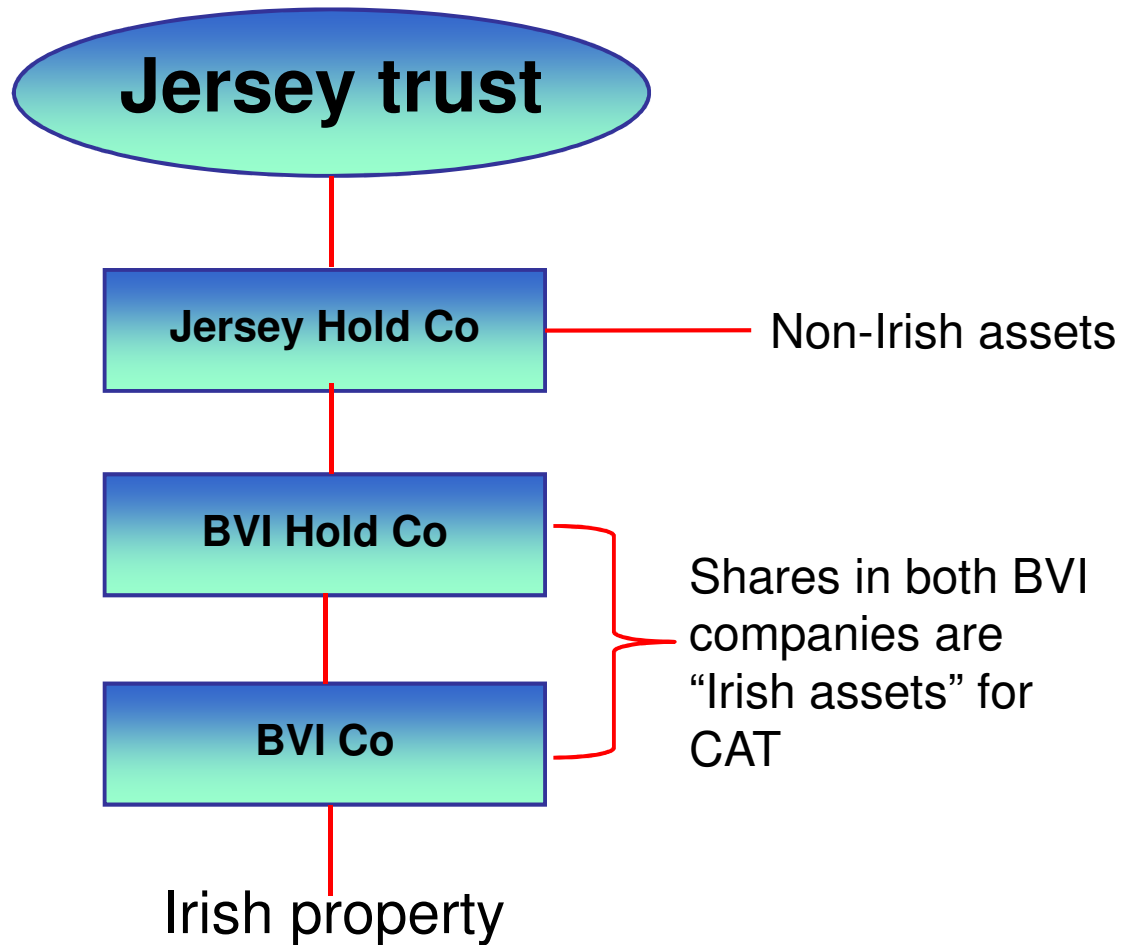 Jersey trust
Jersey Hold Co
Non-Irish assets
BVI Hold Co
Shares in both BVI
companies are
“Irish assets” for
CAT
BVI Co
Irish property